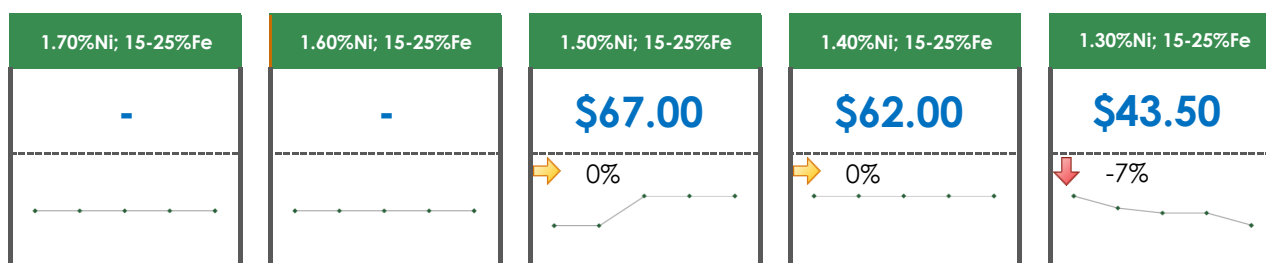 1.70%Ni; 15-25%Fe
-
1.60%Ni; 15-25%Fe
-
1.50%Ni; 15-25%Fe
$67.00
0%
1.40%Ni; 15-25%Fe
$62.00
0%
1.30%Ni; 15-25%Fe
$43.50
-7%